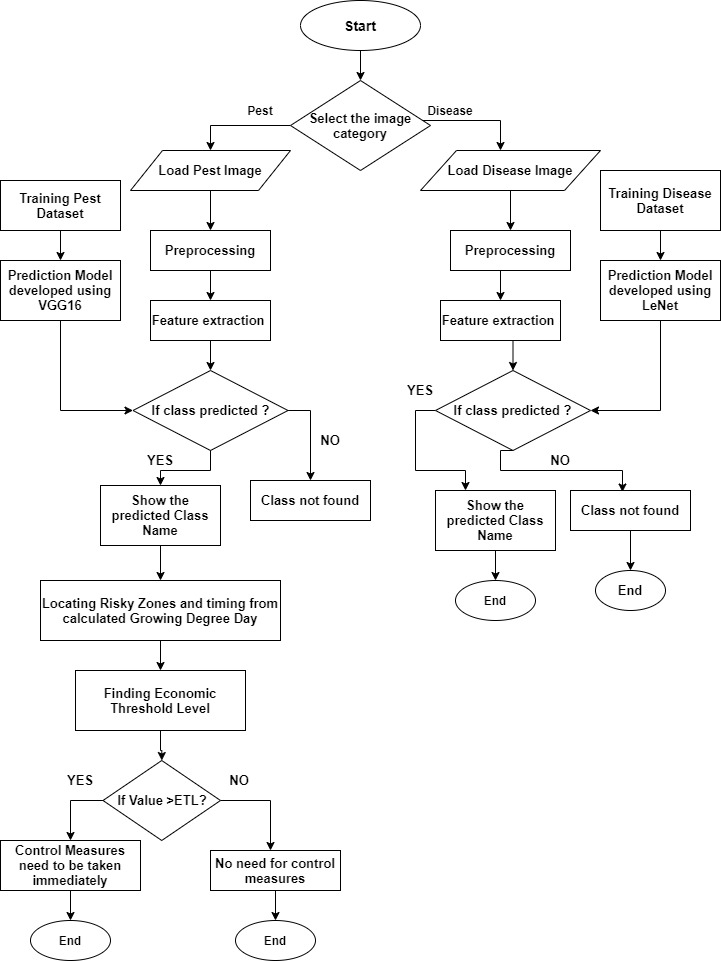 Start
Select the image
category
Pest
Disease
Load Pest Image
Load Disease Image
Training Pest
Dataset
Training Disease
Dataset
Preprocessing
Preprocessing
Prediction Model
developed using
VGG16
Prediction Model
developed using
LeNet
Feature extraction
Feature extraction
If class predicted ?
If class predicted ?
YES
NO
YES
NO
Show the
predicted Class
Name
Class not found
Show the
predicted Class
Name
Class not found
End
End
Locating Risky Zones and timing from
calculated Growing Degree Day
Finding Economic
Threshold Level
If Value >ETL?
YES
NO
Control Measures
need to be taken
immediately
No need for control
measures
End
End